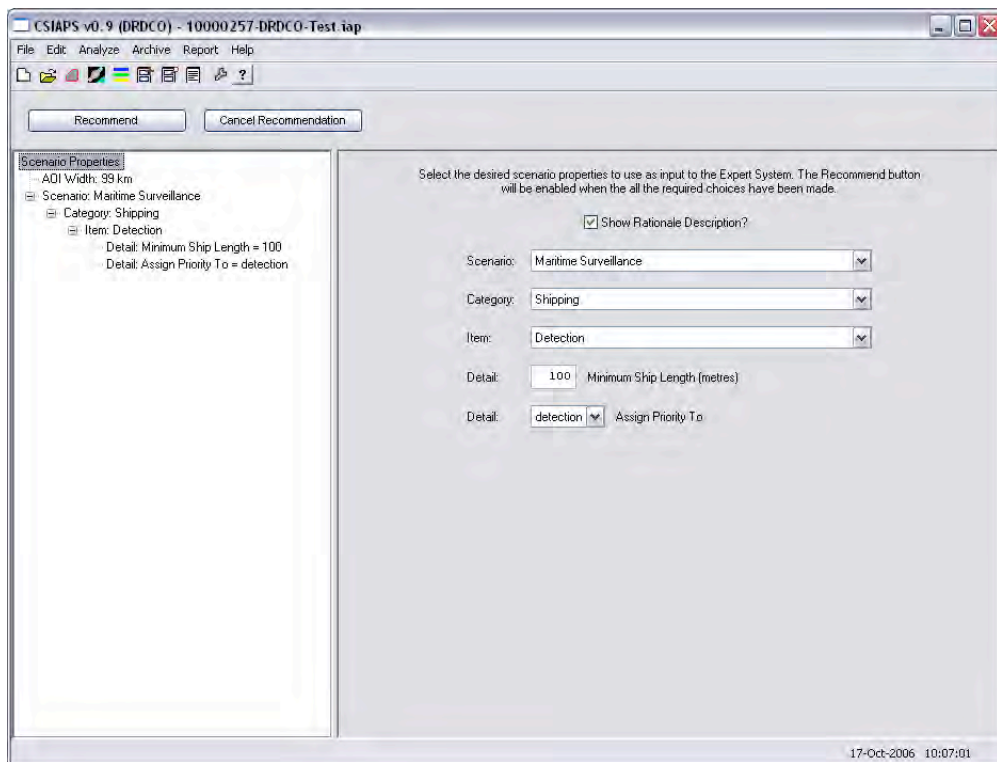 CSIAPS v0.9 (DRDCO) - 10000257-DRDCO-Test.iap
File Edit Analyze Archive Report Help
?
Recommend Cancel Recommendation
Scenario Properties
AOI Width: 99 km
Scenario: Maritime Surveillance
Category: Shipping
Item: Detection
Detail: Minimum Ship Length = 100
Detail: Assign Priority To = detection
Select the desired scenario properties to use as input to the Expert System. The Recommend button
will be enabled when the all the required choices have been made.
Show Rationale Description?
Scenario: Maritime Surveillance
Category: Shipping
Item: Detection
Detail: 100 Minimum Ship Length (metres)
Detail: detection Assign Priority To
17-Oct-2006 10:07:01